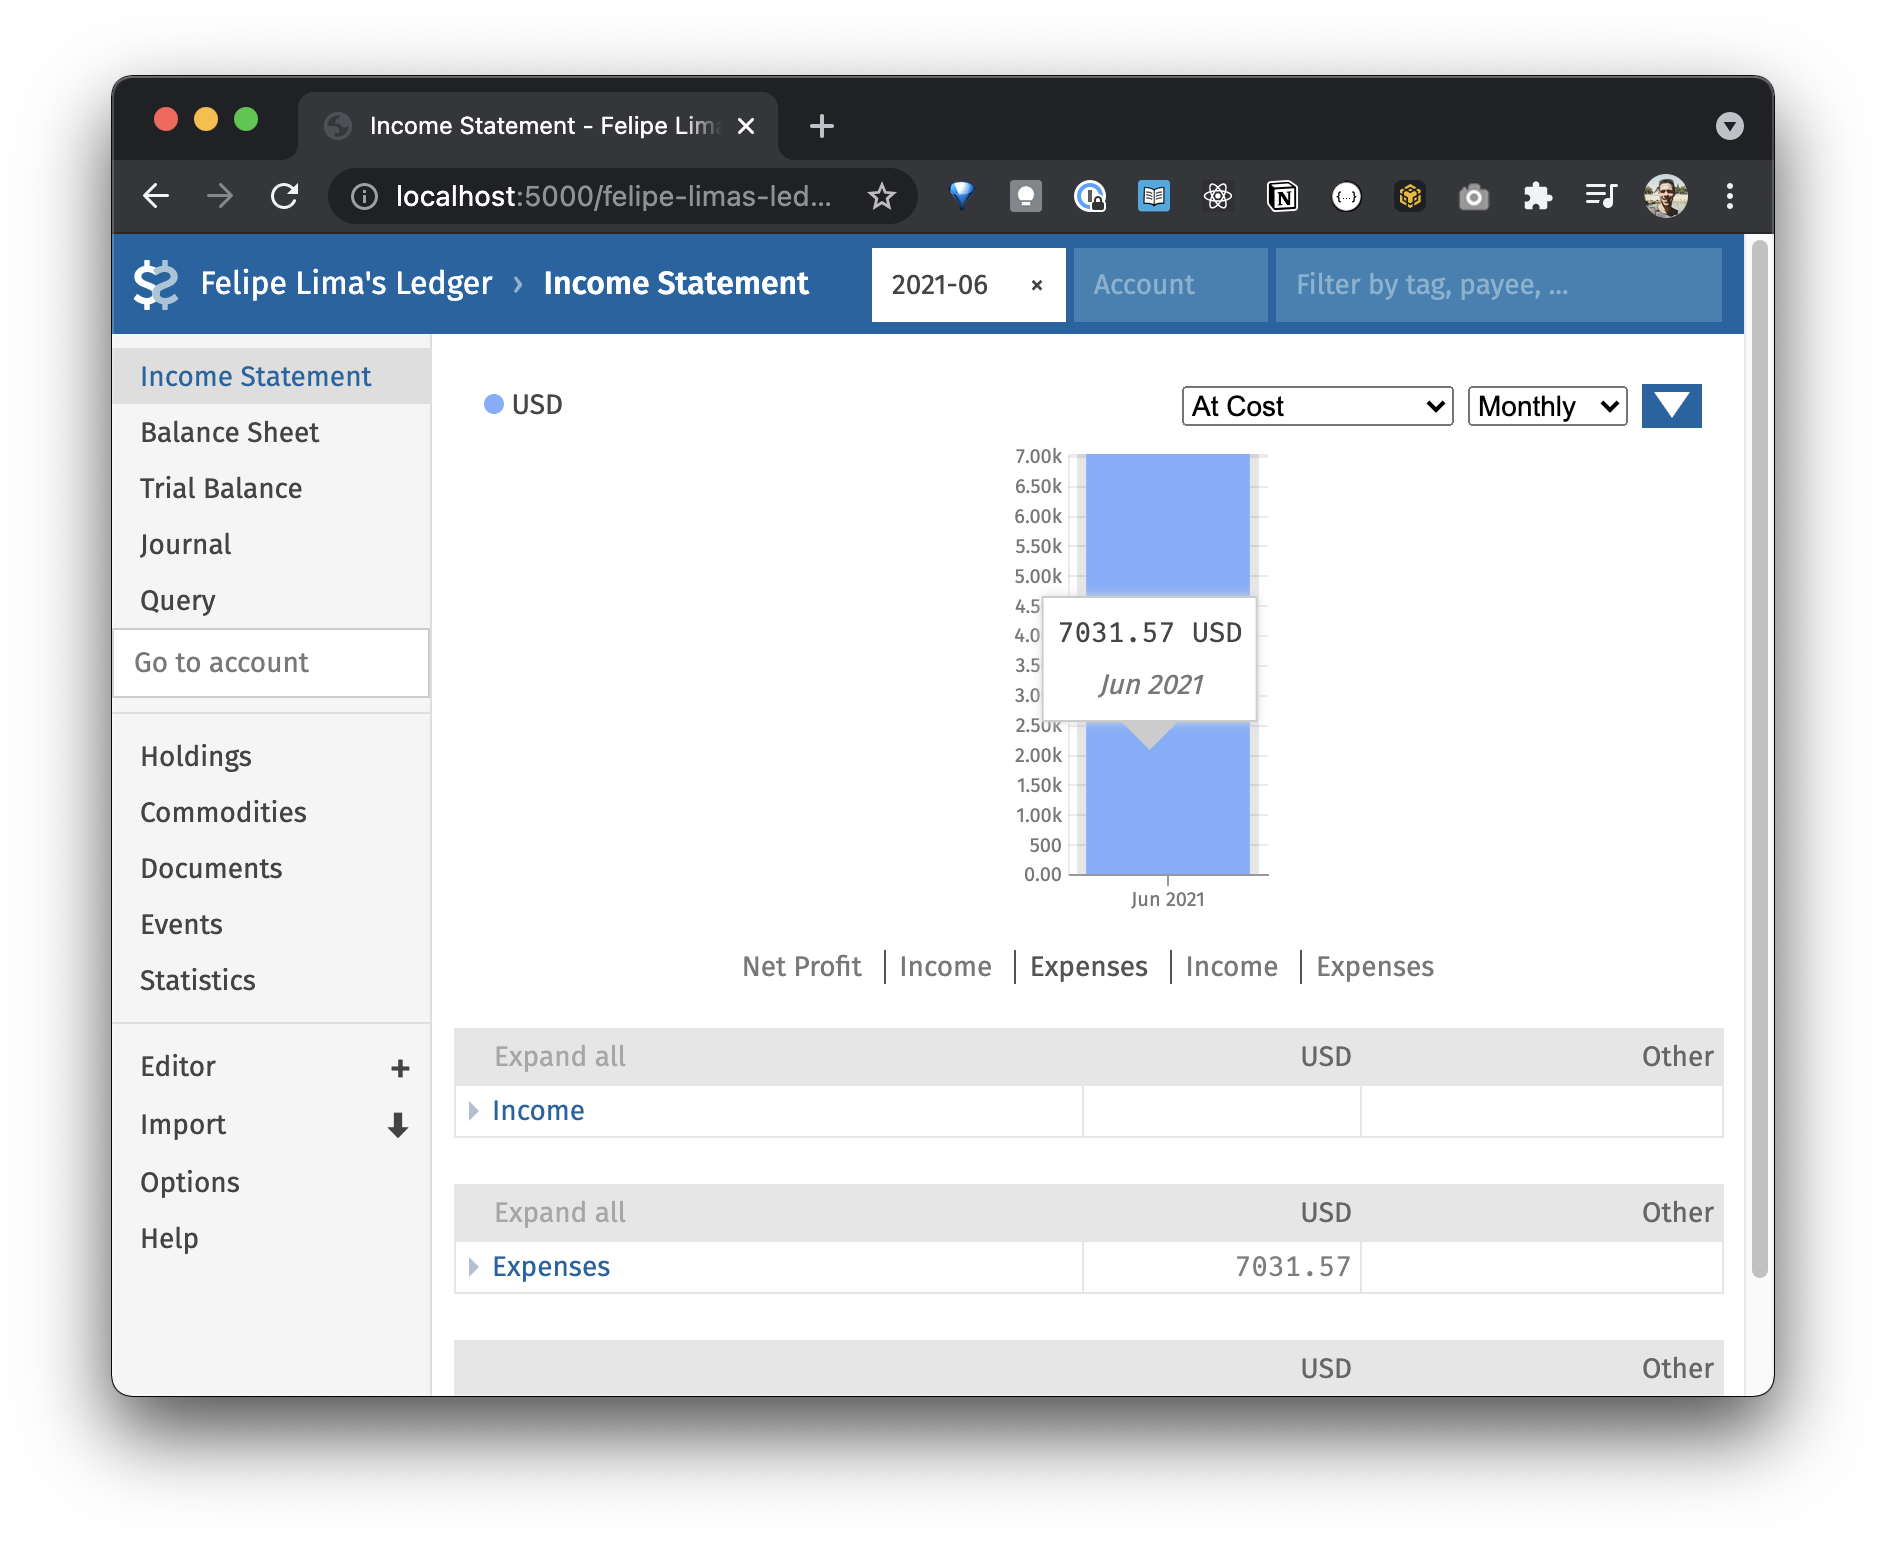 Income Statement - Felipe Lim
localhost:5000/felipe-limas-led...
Felipe Lima's Ledger › Income Statement
2021-06 ×
Account
Filter by tag, payee, ...
Income Statement
Balance Sheet
Trial Balance
Journal
Query
Go to account
Holdings
Commodities
Documents
Events
Statistics
Editor +
Import
Options
Help
USD
At Cost
Monthly
7.00k
6.50k
6.00k
5.50k
5.00k
4.5
4.0
3.5
3.0
2.50k
2.00k
1.50k
1.00k
500
0.00
7031.57 USD
Jun 2021
Jun 2021
Net Profit | Income | Expenses | Income | Expenses
Expand all USD Other
Income
Expand all USD Other
Expenses 7031.57
USD Other